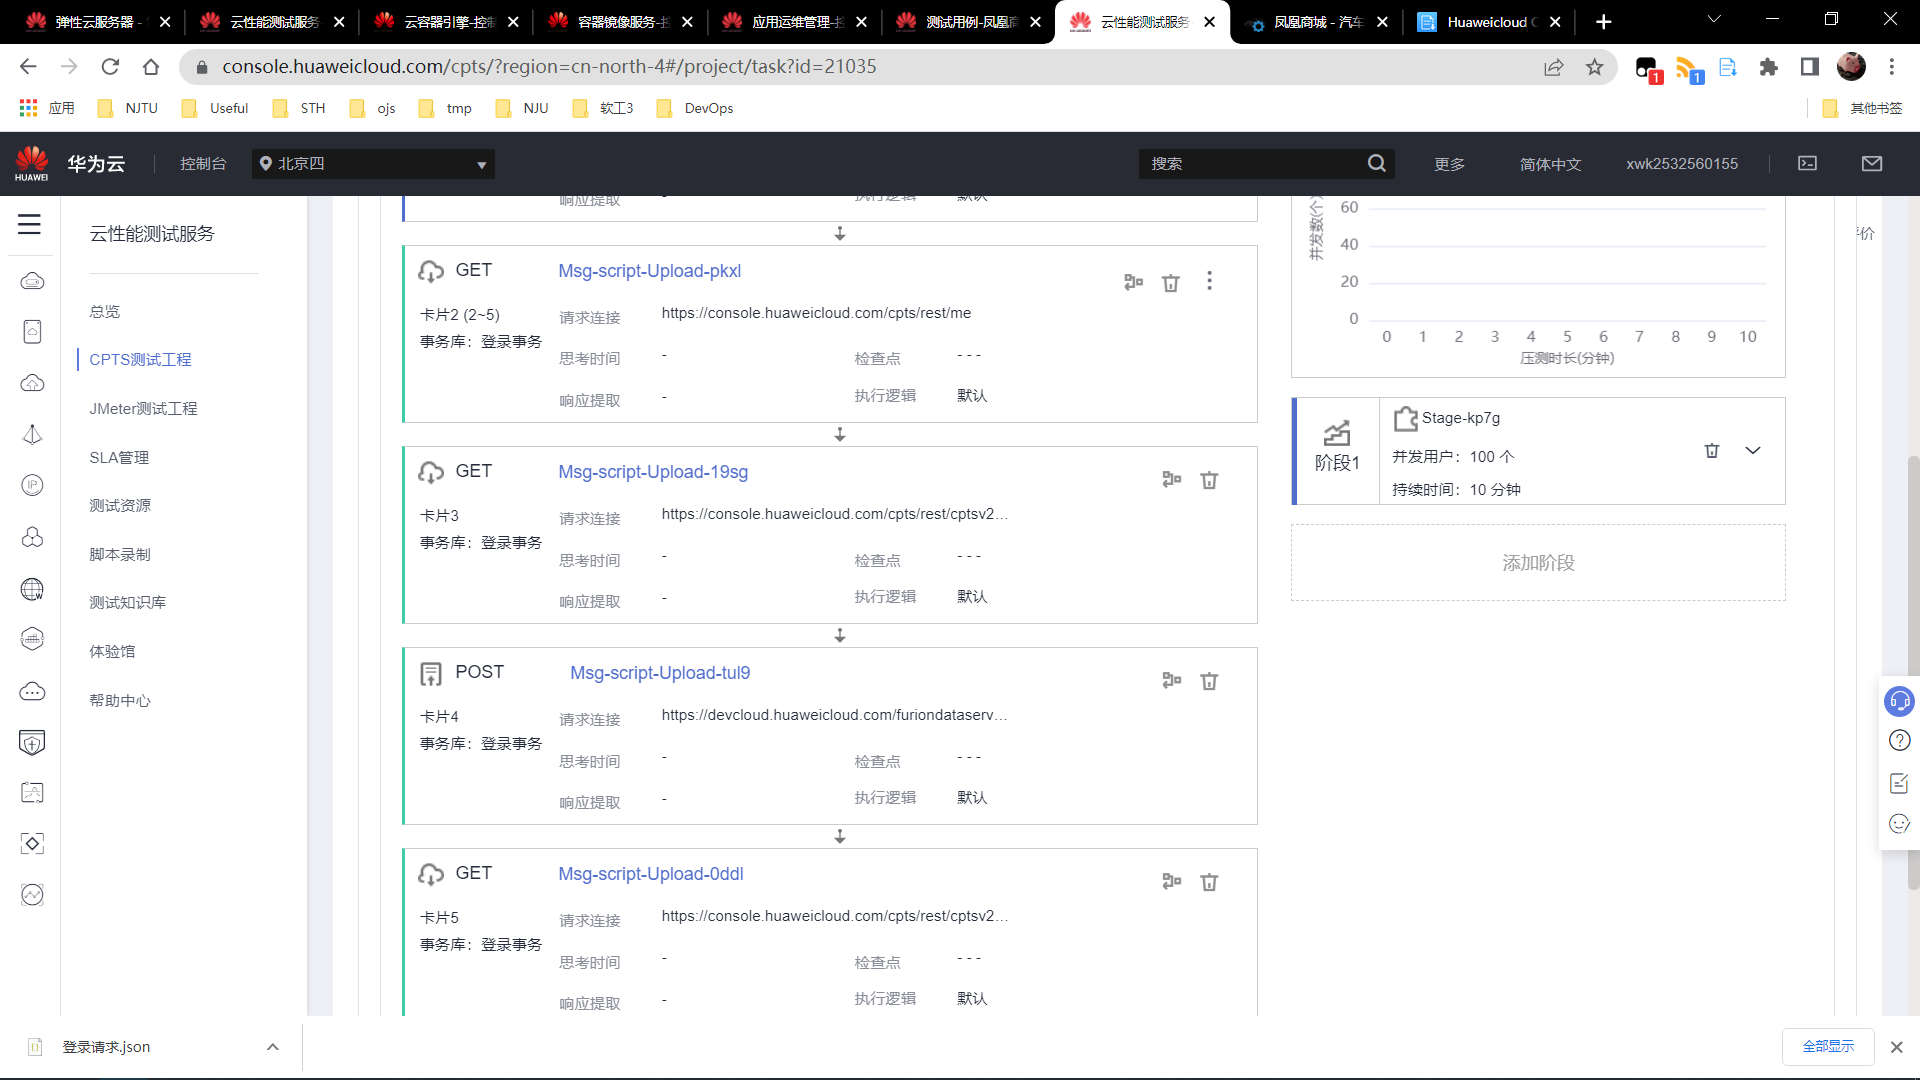 弹性云服务器 -
云性能测试服务
云容器引擎-控制
容器镜像服务-控
应用运维管理-控
测试用例-凤凰商
云性能测试服务
凤凰商城 - 汽车
Huaweicloud
console.huaweicloud.com/cpts/?region=cn-north-4#/project/task?id=21035
1
1
应用
NJTU
Useful
STH
ojs
tmp
NJU
软工3
DevOps
其他书签
HUAWEI
华为云
控制台
北京四
搜索
更多
简体中文
xwk2532560155
云性能测试服务
总览
CPTS测试工程
JMeter测试工程
SLA管理
测试资源
脚本录制
测试知识库
体验馆
帮助中心
响应提取
-
执行逻辑
默认
GET
Msg-script-Upload-pkxl
卡片2 (2~5)
事务库：登录事务
请求连接
https://console.huaweicloud.com/cpts/rest/me
思考时间
-
检查点
- - -
响应提取
-
执行逻辑
默认
GET
Msg-script-Upload-19sg
卡片3
事务库：登录事务
请求连接
https://console.huaweicloud.com/cpts/rest/cptsv2...
思考时间
-
检查点
- - -
响应提取
-
执行逻辑
默认
POST
Msg-script-Upload-tul9
卡片4
事务库：登录事务
请求连接
https://devcloud.huaweicloud.com/furiondataserv...
思考时间
-
检查点
- - -
响应提取
-
执行逻辑
默认
GET
Msg-script-Upload-0ddl
卡片5
事务库：登录事务
请求连接
https://console.huaweicloud.com/cpts/rest/cptsv2...
思考时间
-
检查点
- - -
响应提取
-
执行逻辑
默认
并发数(个)
60
40
20
0
0 1 2 3 4 5 6 7 8 9 10
压测时长(分钟)
阶段1
Stage-kp7g
并发用户：100 个
持续时间：10 分钟
添加阶段
价
登录请求.json
全部显示